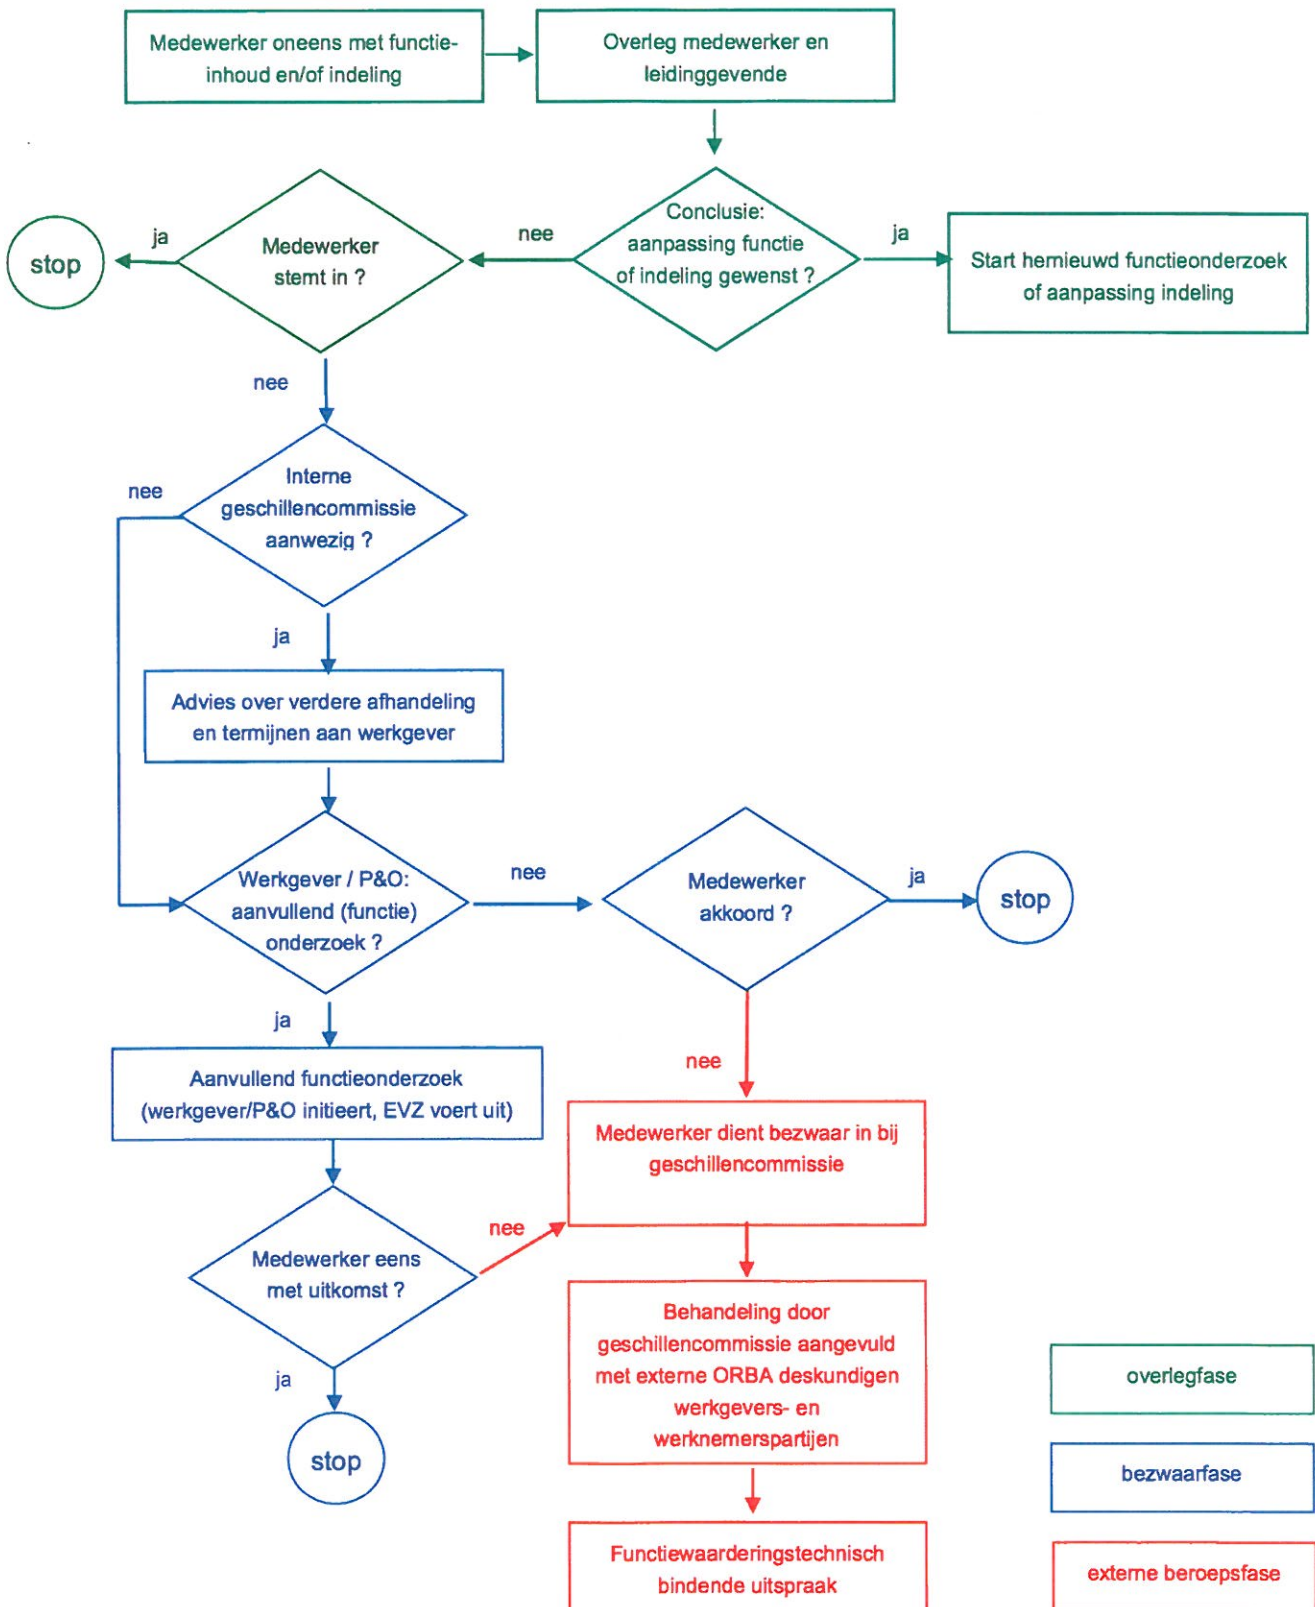 Medewerker oneens met functie-
inhoud en/of indeling
Overleg medewerker en
leidinggevende
Conclusie:
aanpassing functie
of indeling gewenst ?
nee
ja
Start hernieuwd functieonderzoek
of aanpassing indeling
Medewerker
stemt in ?
ja
stop
nee
Interne
geschillencommissie
aanwezig ?
nee
ja
Advies over verdere afhandeling
en termijnen aan werkgever
Werkgever / P&O:
aanvullend (functie)
onderzoek ?
nee
Medewerker
akkoord ?
ja
stop
ja
nee
Aanvullend functieonderzoek
(werkgever/P&O initieert, EVZ voert uit)
Medewerker dient bezwaar in bij
geschillencommissie
Medewerker eens
met uitkomst ?
nee
ja
stop
Behandeling door
geschillencommissie aangevuld
met externe ORBA deskundigen
werkgevers- en
werknemerspartijen
Functiewaarderingstechnisch
bindende uitspraak
overlegfase
bezwaarfase
externe beroepsfase